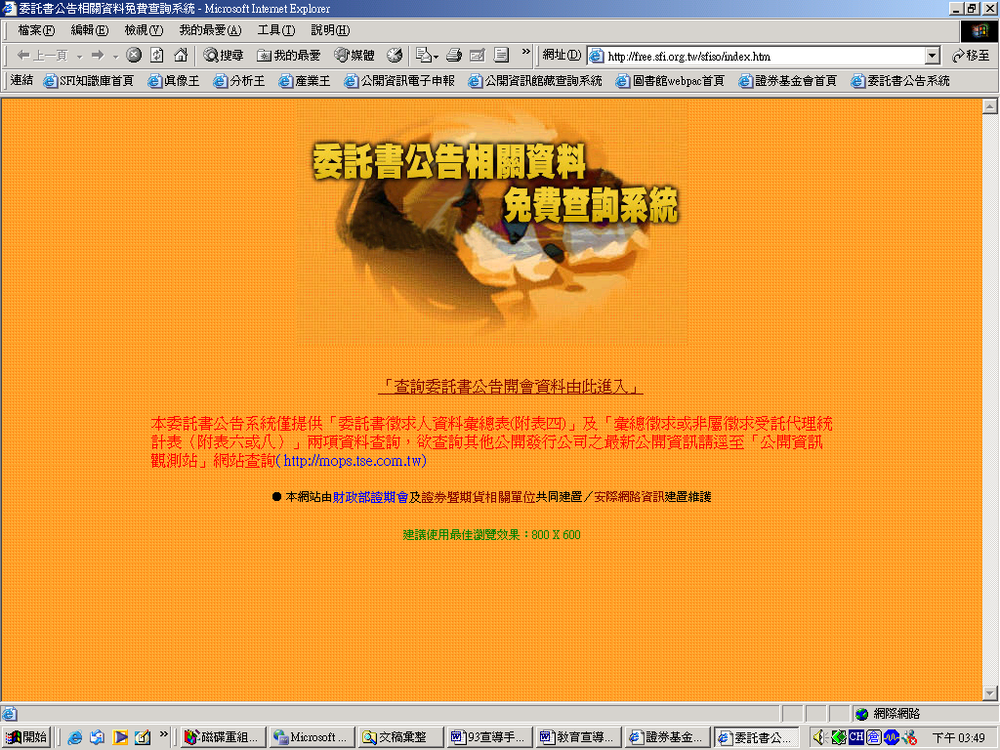 委託書公告相關資料免費查詢系統 - Microsoft Internet Explorer
檔案(F) 編輯(E) 檢視(V) 我的最愛(A) 工具(T) 說明(H)
上一頁 搜尋 我的最愛 媒體 » 網址(D) http://free.sfi.org.tw/sfiso/index.htm 移至
連結 SFI知識庫首頁 真像王 分析王 產業王 公開資訊電子申報 公開資訊館藏查詢系統 圖書館webpac首頁 證券基金會首頁 委託書公告系統
委託書公告相關資料
免費查詢系統
「查詢委託書公告開會資料由此進入」
本委託書公告系統僅提供「委託書徵求人資料彙總表(附表四)」及「彙總徵求或非屬徵求受託代理統
計表（附表六或八）」兩項資料查詢，欲查詢其他公開發行公司之最新公開資訊請逕至「公開資訊
觀測站」網站查詢( http://mops.tse.com.tw)
● 本網站由財政部證期會及證券暨期貨相關單位共同建置／安際網路資訊建置維護
建議使用最佳瀏覽效果：800 X 600
網際網路
開始 » 磁碟重組... Microsoft ... 文稿彙整 93宣導手... 教育宣導... 證券基金... 委託書公... CH 下午 03:49